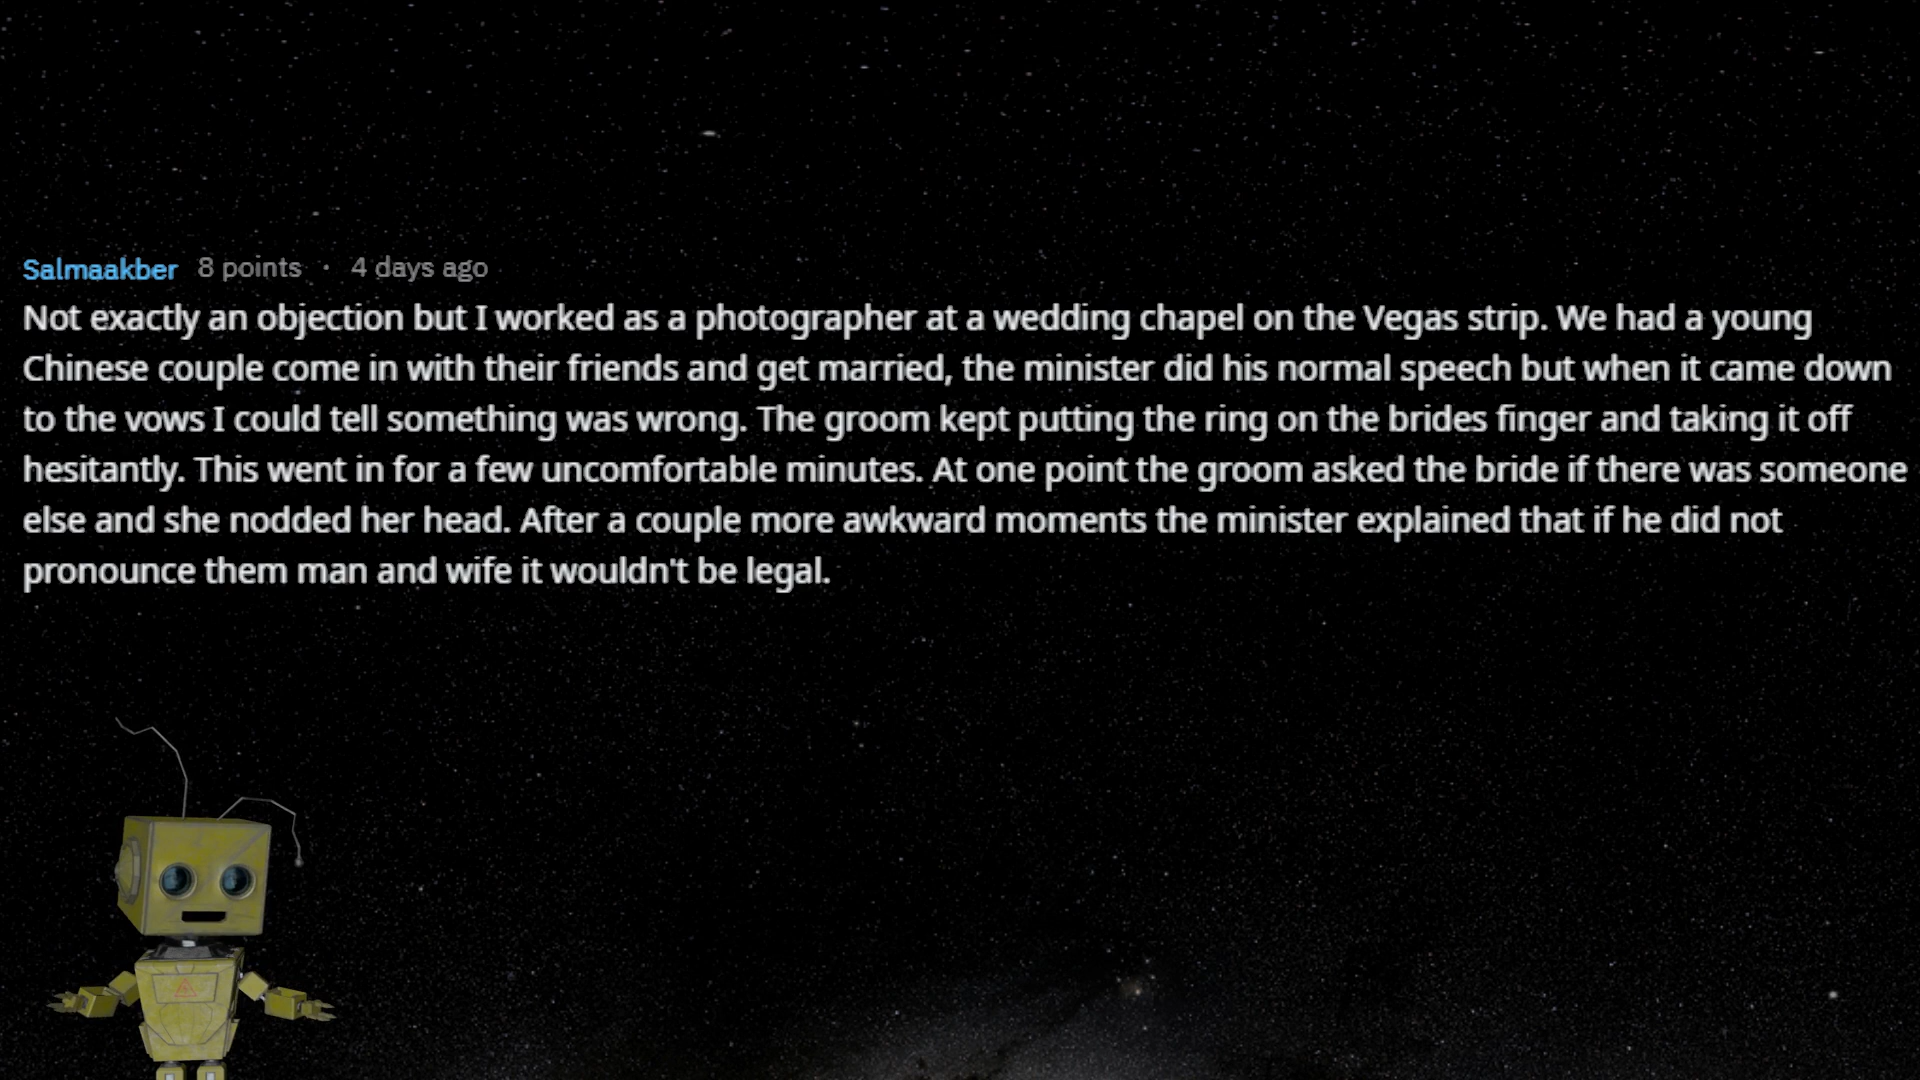 Salmaakber 8 points · 4 days ago
Not exactly an objection but I worked as a photographer at a wedding chapel on the Vegas strip. We had a young
Chinese couple come in with their friends and get married, the minister did his normal speech but when it came down
to the vows I could tell something was wrong. The groom kept putting the ring on the brides finger and taking it off
hesitantly. This went in for a few uncomfortable minutes. At one point the groom asked the bride if there was someone
else and she nodded her head. After a couple more awkward moments the minister explained that if he did not
pronounce them man and wife it wouldn't be legal.